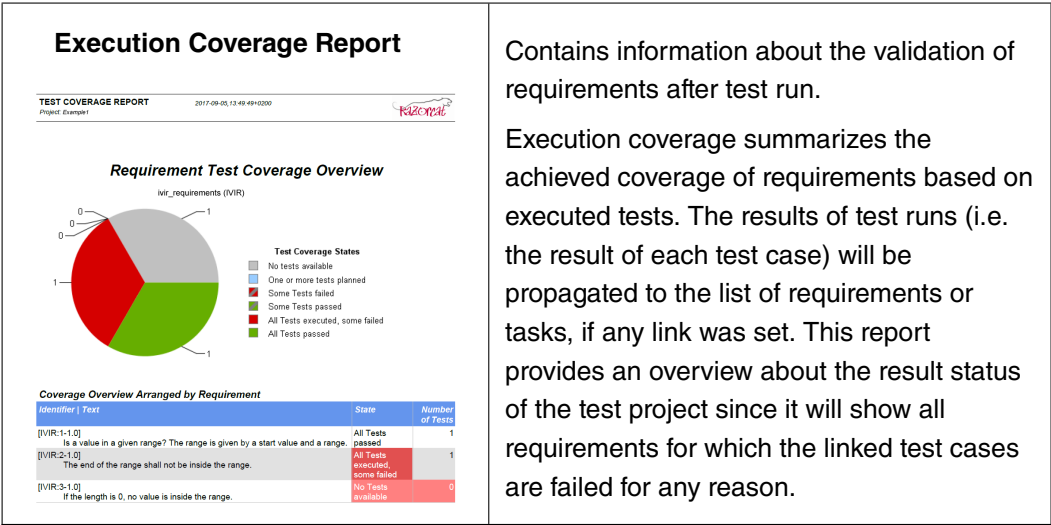 Execution Coverage Report
TEST COVERAGE REPORT 2017-09-05, 13:49:49+0200
Project: Example1
Razorcat
Requirement Test Coverage Overview
ivir_requirements (IVIR)
0
0
0
1
1
1
Test Coverage States
No tests available
One or more tests planned
Some Tests failed
Some Tests passed
All Tests executed, some failed
All Tests passed
Coverage Overview Arranged by Requirement
Identifier | Text State Number of Tests
[IVIR:1-1.0] All Tests 1
Is a value in a given range? The range is given by a start value and a range. passed
[IVIR:2-1.0] All Tests 1
The end of the range shall not be inside the range. executed,
some failed
[IVIR:3-1.0] No Tests 0
If the length is 0, no value is inside the range. available
Contains information about the validation of
requirements after test run.
Execution coverage summarizes the
achieved coverage of requirements based on
executed tests. The results of test runs (i.e.
the result of each test case) will be
propagated to the list of requirements or
tasks, if any link was set. This report
provides an overview about the result status
of the test project since it will show all
requirements for which the linked test cases
are failed for any reason.